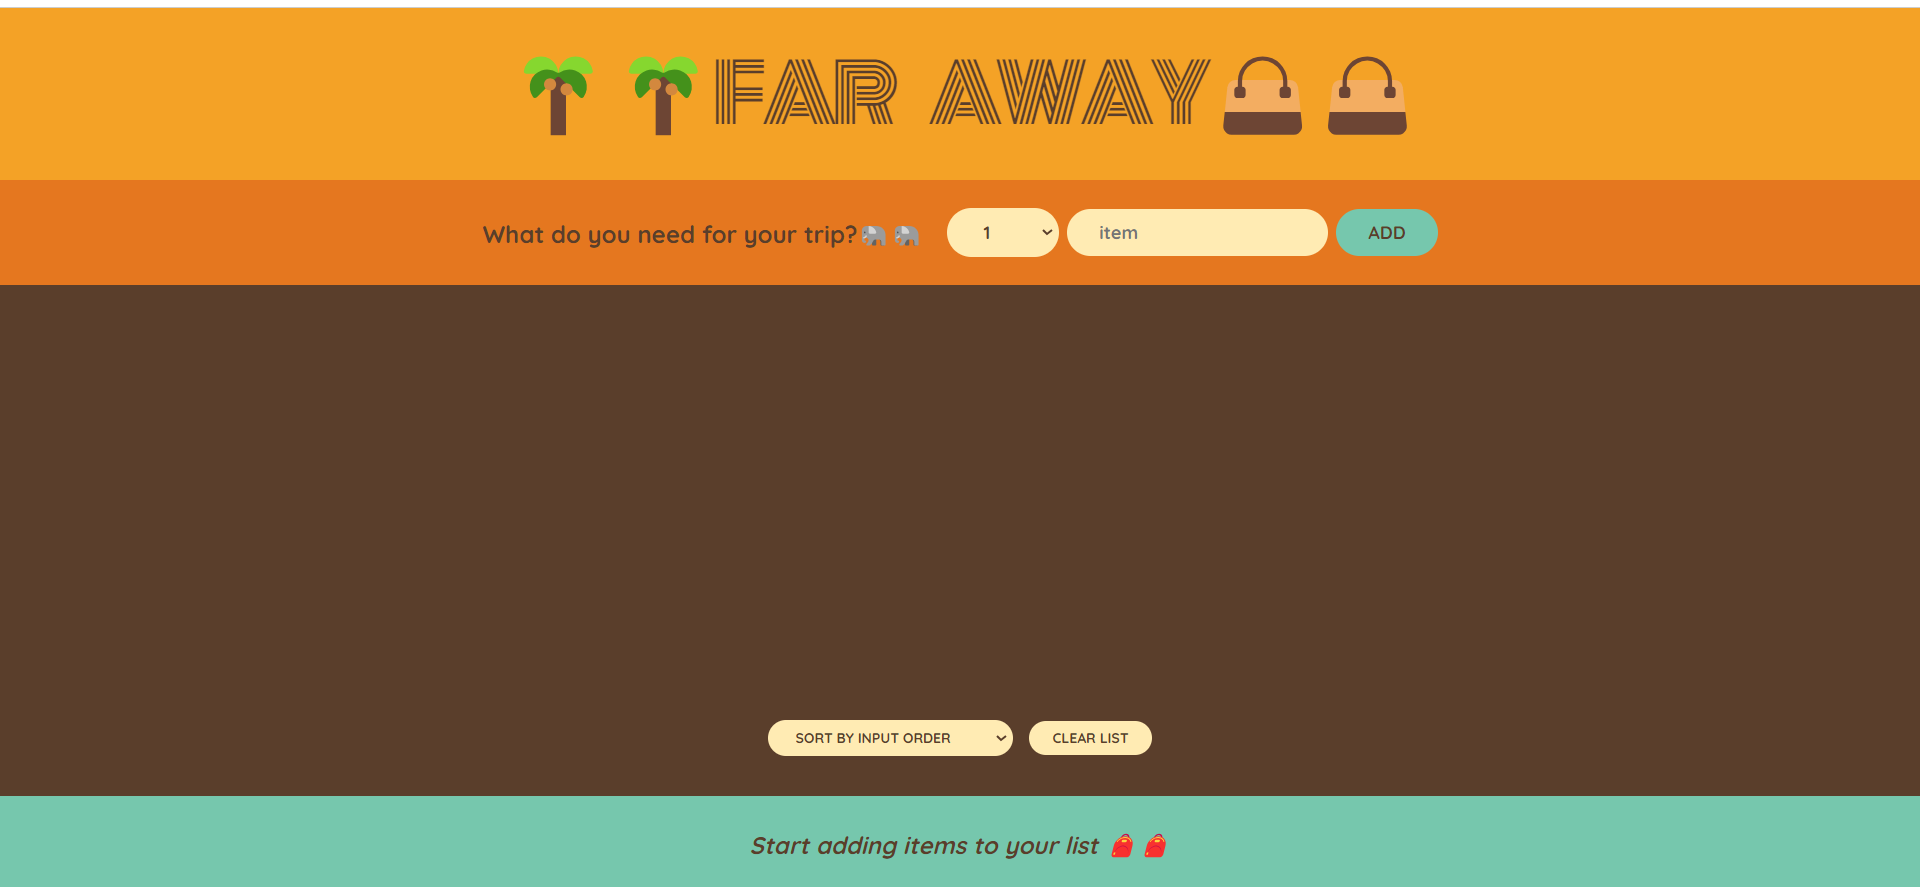 🌴 🌴 FAR AWAY 👜 👜
What do you need for your trip? 🐘 🐘 1 item ADD
SORT BY INPUT ORDER CLEAR LIST
Start adding items to your list 🎒 🎒